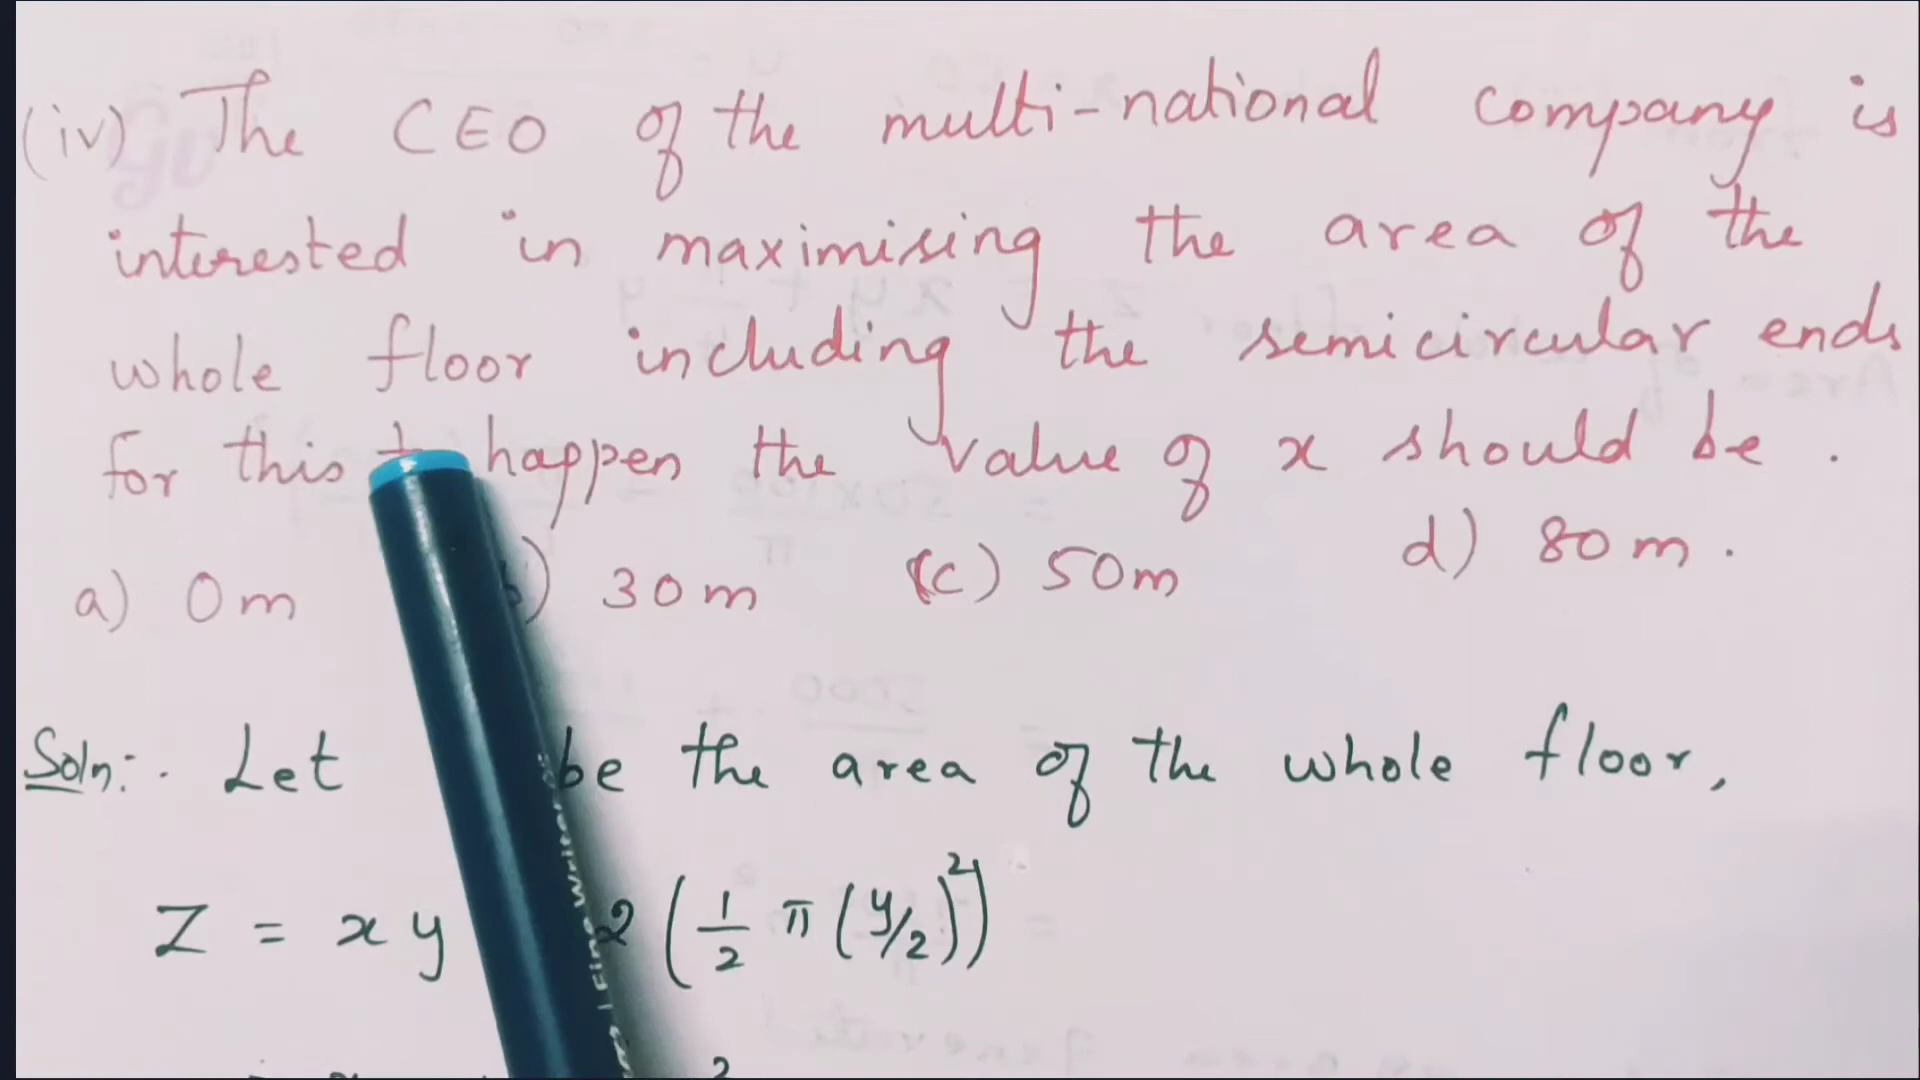 (iv) The CEO of the multi-national company is
interested in maximising the area of the
whole floor including the semicircular ends
for this happen the value of x should be .
a) 0m b) 30m (c) 50m d) 80m .
Soln:- Let be the area of the whole floor,
Z = xy 2 (1/2 π (y/2)²)